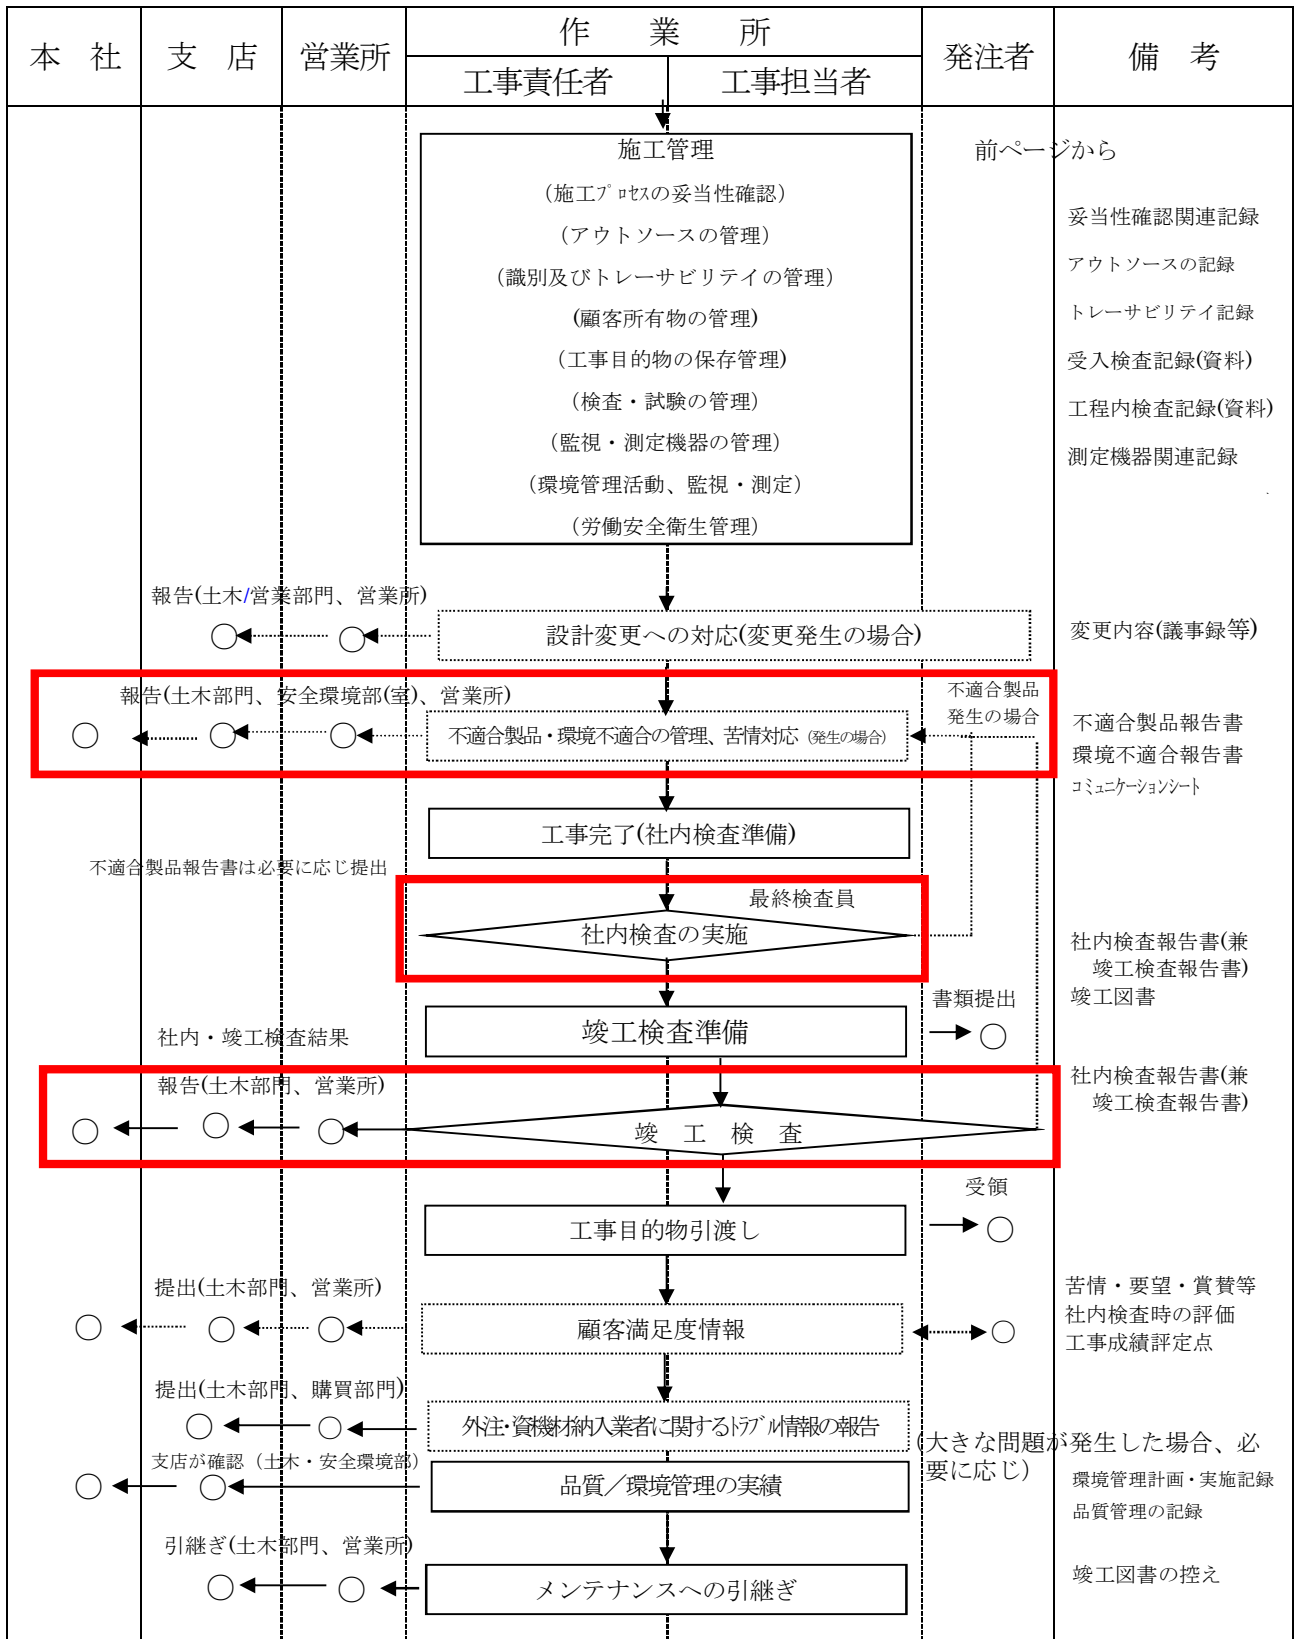 本　社
支　店
営業所
作　業　所
工事責任者
工事担当者
発注者
備　考
施工管理
（施工ﾌﾟﾛｾｽの妥当性確認）
（アウトソースの管理）
（識別及びトレーサビリテイの管理）
(顧客所有物の管理)
（工事目的物の保存管理)
（検査・試験の管理）
（監視・測定機器の管理）
（環境管理活動、監視・測定）
（労働安全衛生管理）
前ページから
妥当性確認関連記録
アウトソースの記録
トレーサビリテイ記録
受入検査記録(資料)
工程内検査記録(資料)
測定機器関連記録
報告(土木/営業部門、営業所)
設計変更への対応(変更発生の場合)
変更内容(議事録等)
報告(土木部門、安全環境部(室)、営業所)
不適合製品・環境不適合の管理、苦情対応（発生の場合）
不適合製品
発生の場合
不適合製品報告書
環境不適合報告書
ｺﾐｭﾆｹｰｼｮﾝｼｰﾄ
工事完了(社内検査準備)
不適合製品報告書は必要に応じ提出
最終検査員
社内検査の実施
社内検査報告書(兼
竣工検査報告書)
竣工図書
竣工検査準備
書類提出
社内・竣工検査結果
報告(土木部門、営業所)
竣　工　検　査
社内検査報告書(兼
竣工検査報告書)
工事目的物引渡し
受領
提出(土木部門、営業所)
顧客満足度情報
苦情・要望・賞賛等
社内検査時の評価
工事成績評定点
提出(土木部門、購買部門)
外注・資機材納入業者に関するﾄﾗﾌﾞﾙ情報の報告
（大きな問題が発生した場合、必
要に応じ）
支店が確認（土木・安全環境部）
品質／環境管理の実績
環境管理計画・実施記録
品質管理の記録
引継ぎ(土木部門、営業所)
メンテナンスへの引継ぎ
竣工図書の控え